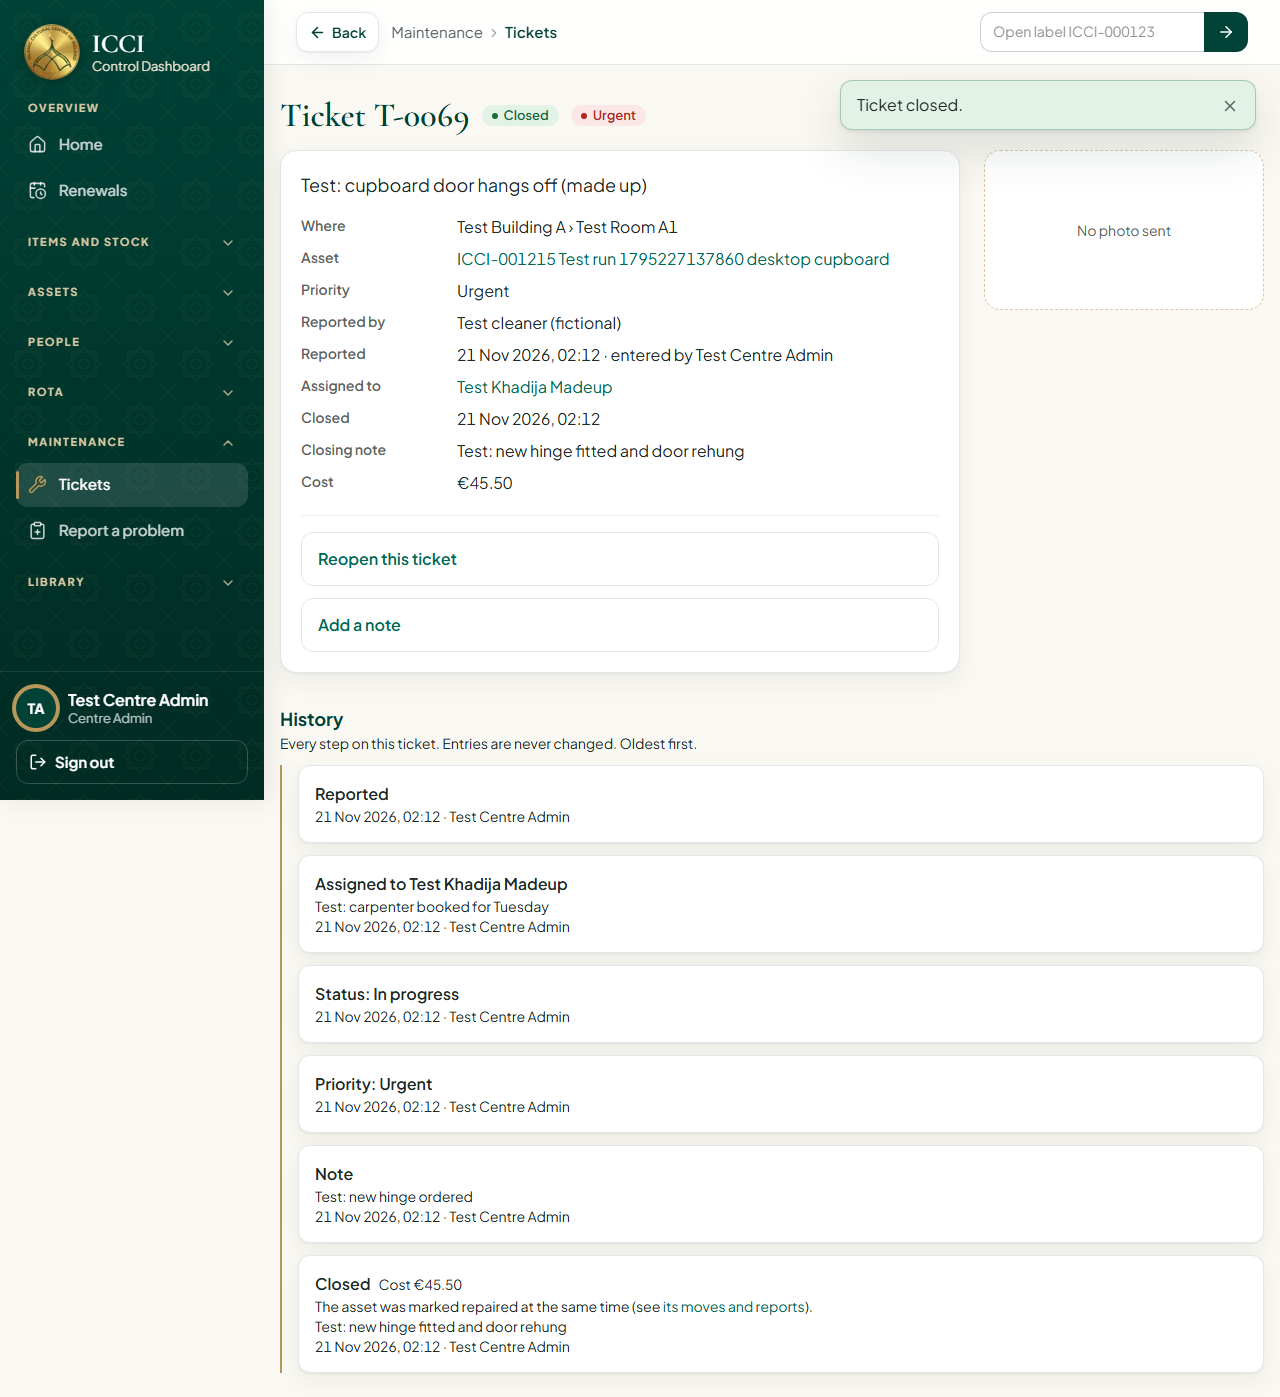 ICCI
Control Dashboard
OVERVIEW
Home
Renewals
ITEMS AND STOCK
ASSETS
PEOPLE
ROTA
MAINTENANCE
Tickets
Report a problem
LIBRARY
TA
Test Centre Admin
Centre Admin
Sign out
Back
Maintenance › Tickets
Open label ICCI-000123
Ticket closed.
Ticket T-0069
Closed
Urgent
Test: cupboard door hangs off (made up)
Where Test Building A › Test Room A1
Asset ICCI-001215 Test run 1795227137860 desktop cupboard
Priority Urgent
Reported by Test cleaner (fictional)
Reported 21 Nov 2026, 02:12 · entered by Test Centre Admin
Assigned to Test Khadija Madeup
Closed 21 Nov 2026, 02:12
Closing note Test: new hinge fitted and door rehung
Cost €45.50
Reopen this ticket
Add a note
No photo sent
History
Every step on this ticket. Entries are never changed. Oldest first.
Reported
21 Nov 2026, 02:12 · Test Centre Admin
Assigned to Test Khadija Madeup
Test: carpenter booked for Tuesday
21 Nov 2026, 02:12 · Test Centre Admin
Status: In progress
21 Nov 2026, 02:12 · Test Centre Admin
Priority: Urgent
21 Nov 2026, 02:12 · Test Centre Admin
Note
Test: new hinge ordered
21 Nov 2026, 02:12 · Test Centre Admin
Closed Cost €45.50
The asset was marked repaired at the same time (see its moves and reports).
Test: new hinge fitted and door rehung
21 Nov 2026, 02:12 · Test Centre Admin